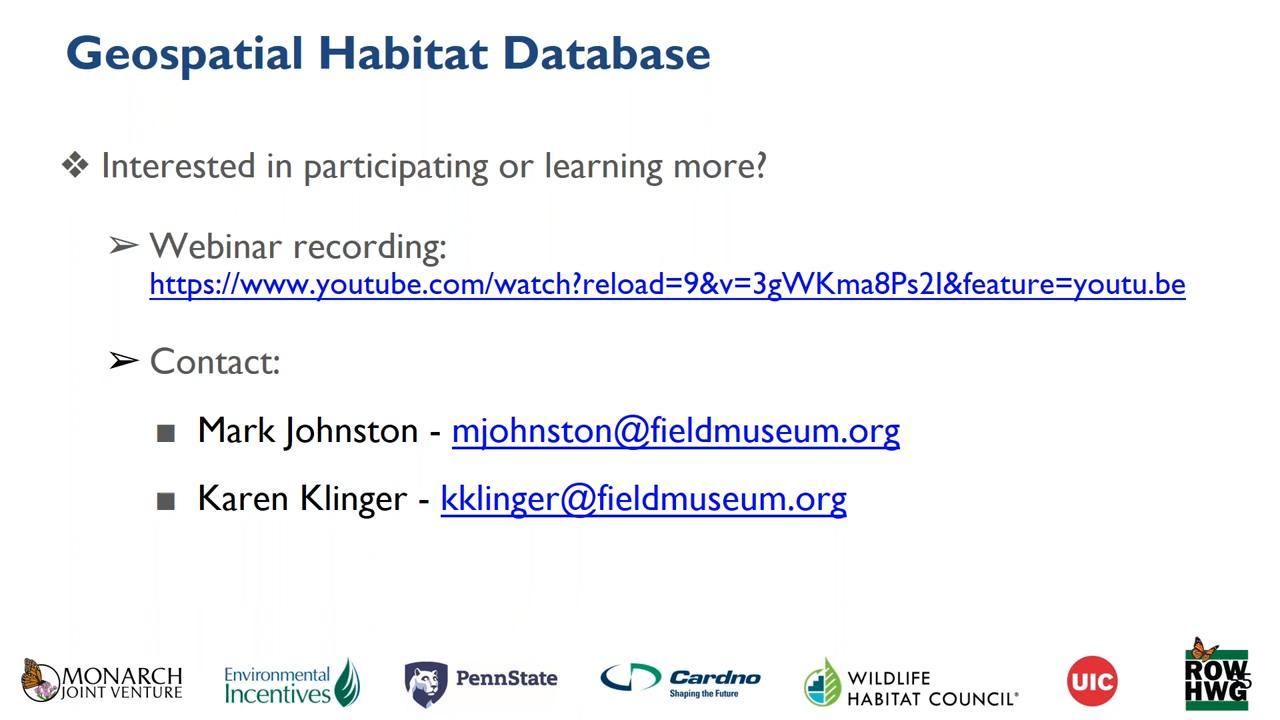 Geospatial Habitat Database
❖ Interested in participating or learning more?
➢ Webinar recording:
https://www.youtube.com/watch?reload=9&v=3gWKma8Ps2I&feature=youtu.be
➢ Contact:
■ Mark Johnston - mjohnston@fieldmuseum.org
■ Karen Klinger - kklinger@fieldmuseum.org
MONARCH
JOINT VENTURE
Environmental
Incentives
PennState
Cardno
Shaping the Future
WILDLIFE
HABITAT COUNCIL®
UIC
ROW
HWG